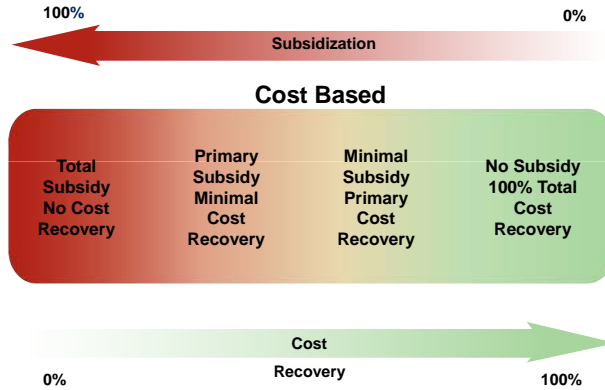 100% 0%
Subsidization
Cost Based
Total
Subsidy
No Cost
Recovery
Primary
Subsidy
Minimal
Cost
Recovery
Minimal
Subsidy
Primary
Cost
Recovery
No Subsidy
100% Total
Cost
Recovery
Cost
Recovery
0% 100%